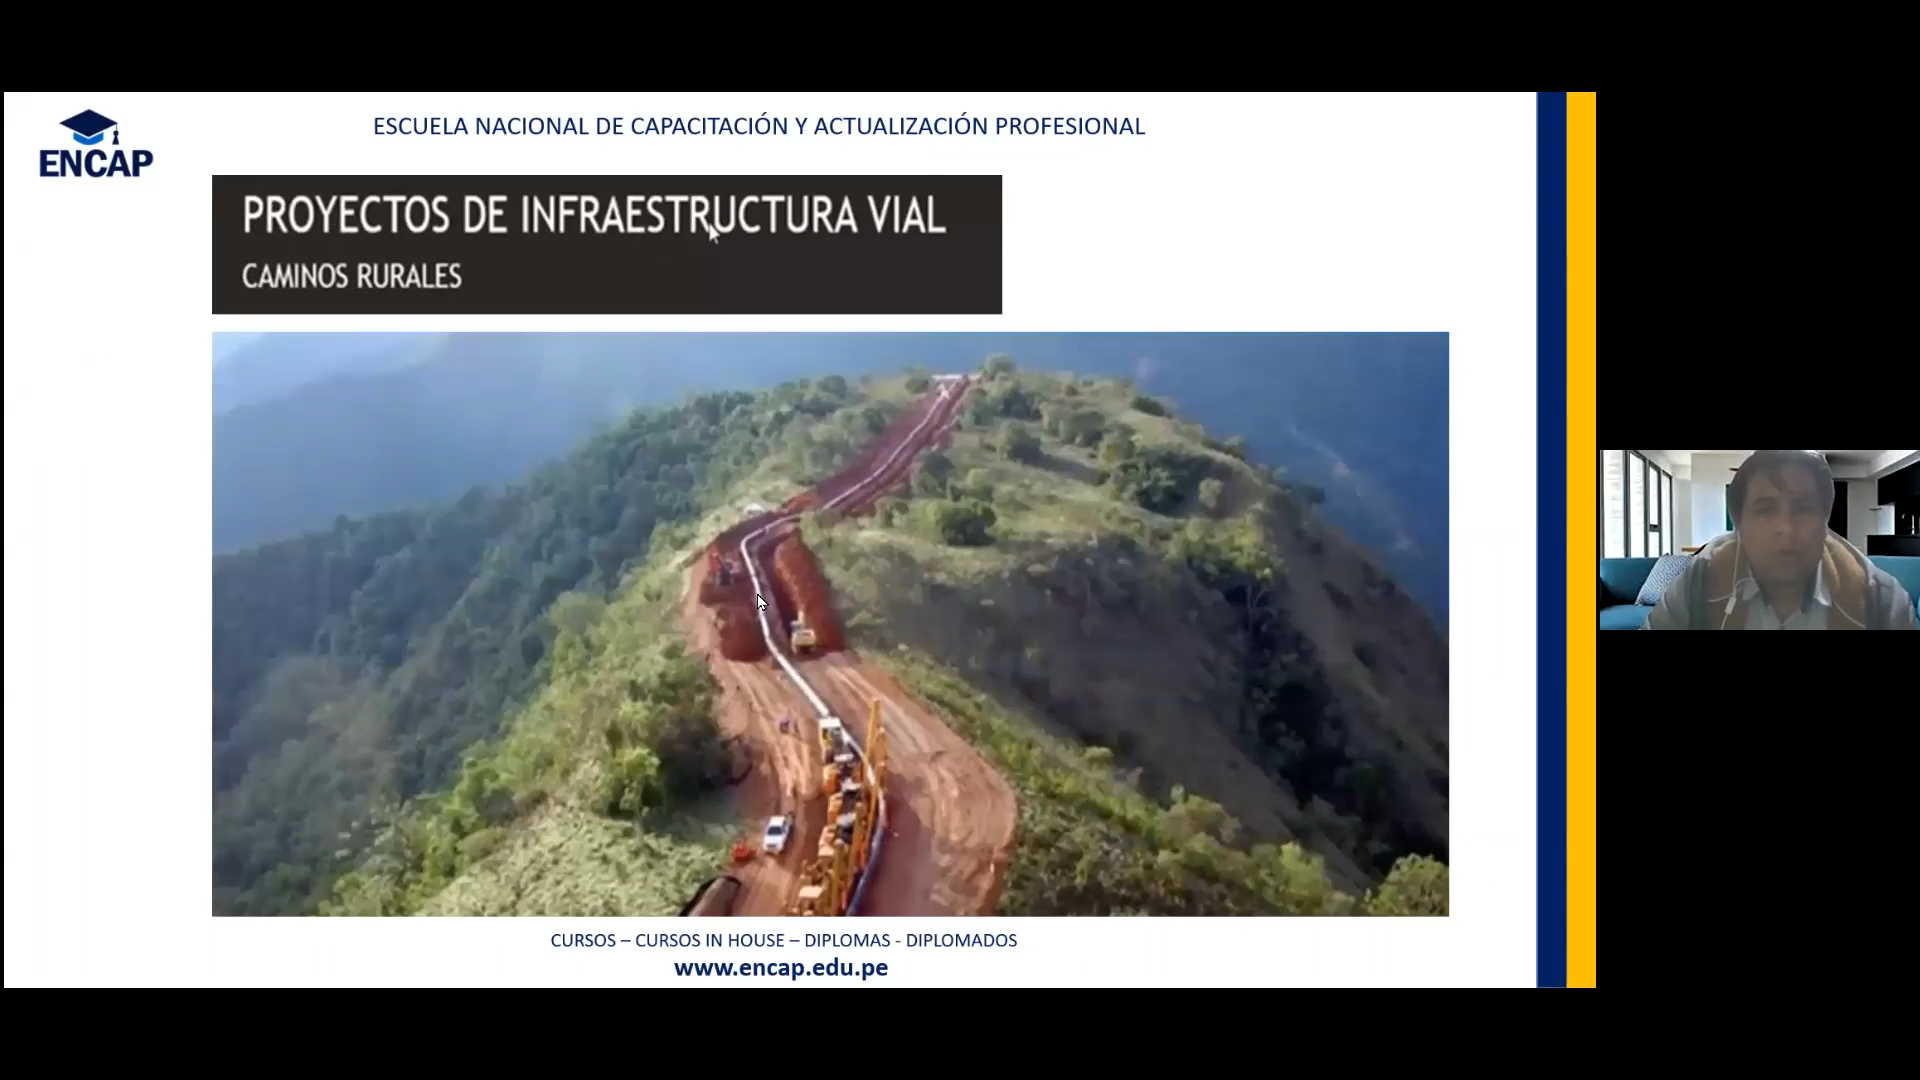 ENCAP
ESCUELA NACIONAL DE CAPACITACIÓN Y ACTUALIZACIÓN PROFESIONAL
PROYECTOS DE INFRAESTRUCTURA VIAL
CAMINOS RURALES
CURSOS – CURSOS IN HOUSE – DIPLOMAS - DIPLOMADOS
www.encap.edu.pe